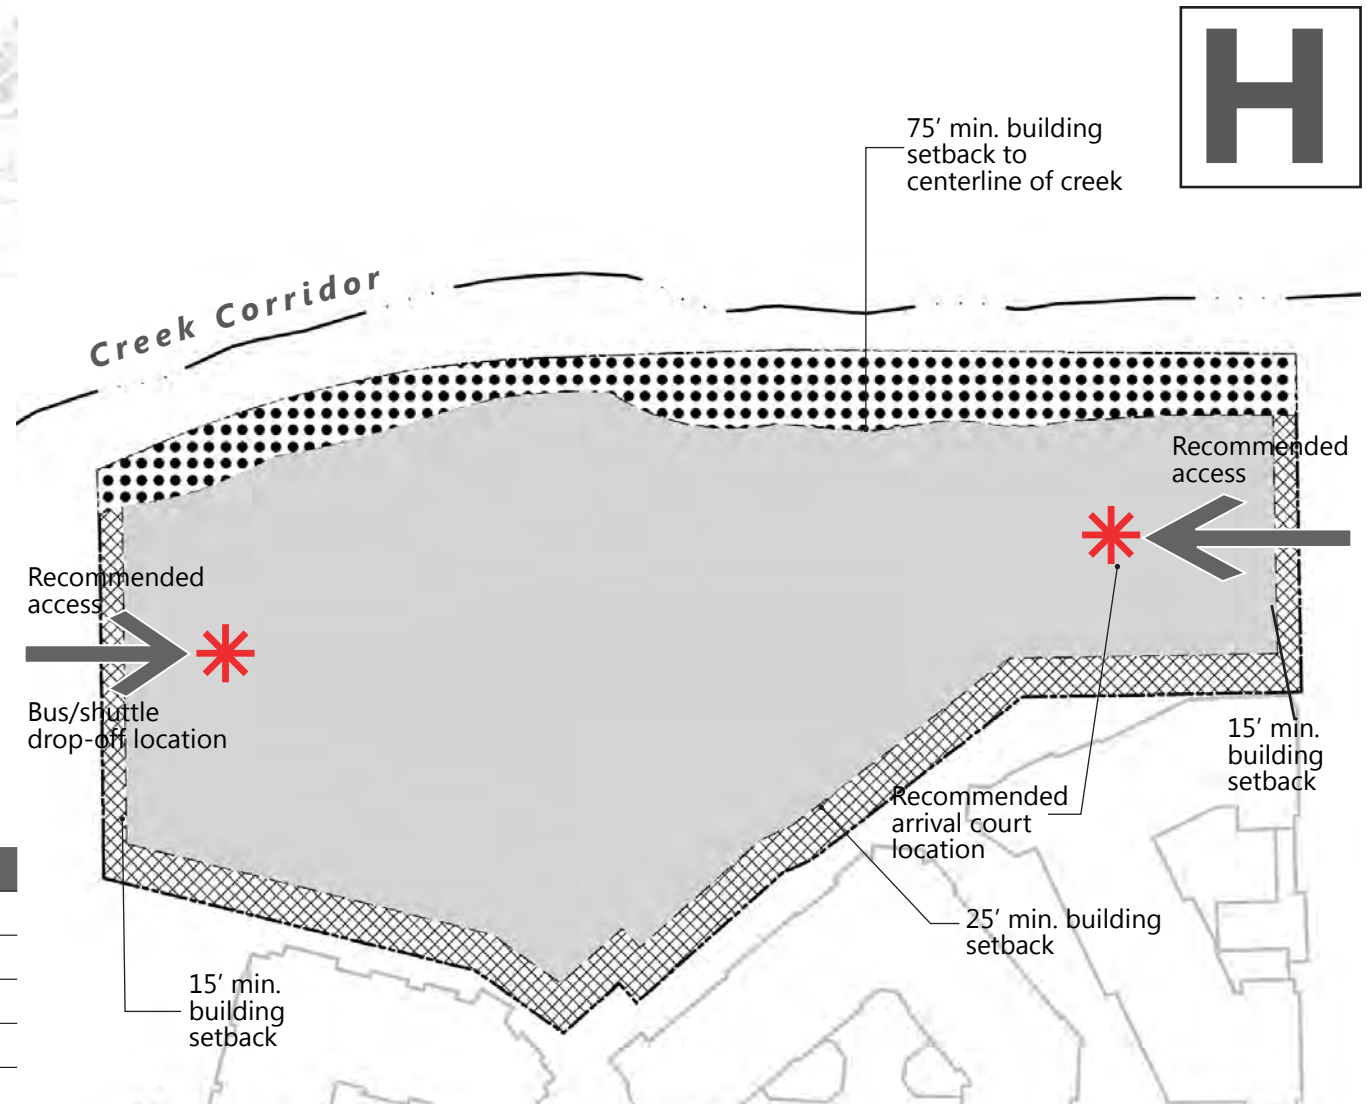 H
75' min. building
setback to
centerline of creek
Creek Corridor
Recommended
access
Recommended
access
Bus/shuttle
drop-off location
15' min.
building
setback
Recommended
arrival court
location
25' min. building
setback
15' min.
building
setback